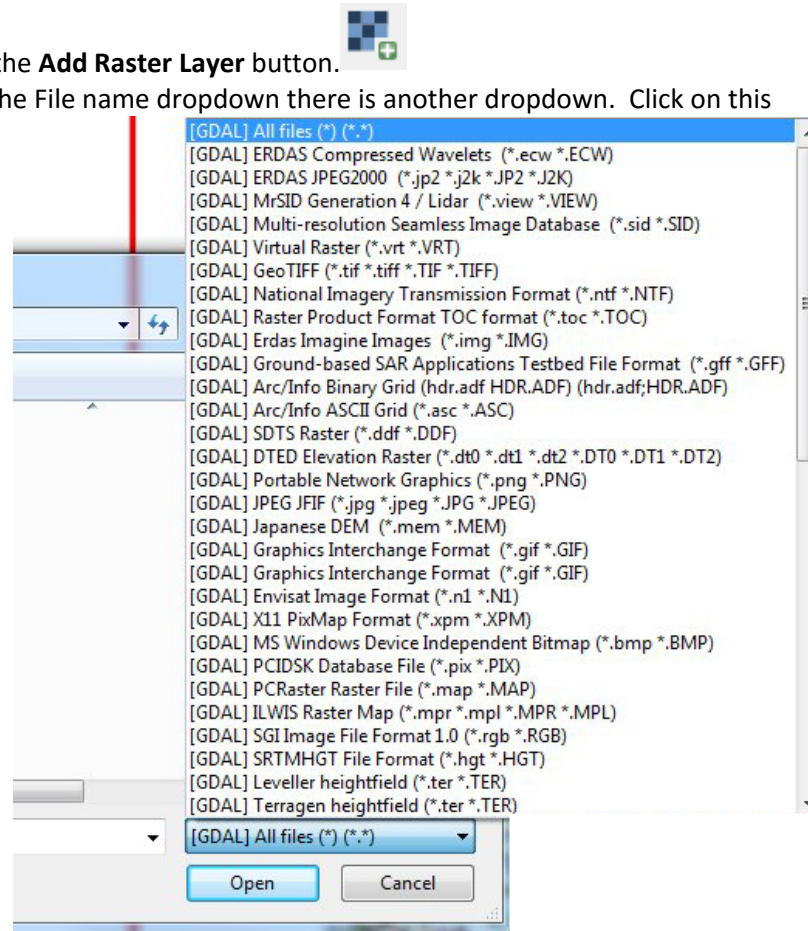 the Add Raster Layer button.
he File name dropdown there is another dropdown. Click on this
[GDAL] All files (*) (*.*)
[GDAL] ERDAS Compressed Wavelets (*.ecw *.ECW)
[GDAL] ERDAS JPEG2000 (*.jp2 *.j2k *.JP2 *.J2K)
[GDAL] MrSID Generation 4 / Lidar (*.view *.VIEW)
[GDAL] Multi-resolution Seamless Image Database (*.sid *.SID)
[GDAL] Virtual Raster (*.vrt *.VRT)
[GDAL] GeoTIFF (*.tif *.tiff *.TIF *.TIFF)
[GDAL] National Imagery Transmission Format (*.ntf *.NTF)
[GDAL] Raster Product Format TOC format (*.toc *.TOC)
[GDAL] Erdas Imagine Images (*.img *.IMG)
[GDAL] Ground-based SAR Applications Testbed File Format (*.gff *.GFF)
[GDAL] Arc/Info Binary Grid (hdr.adf HDR.ADF) (hdr.adf;HDR.ADF)
[GDAL] Arc/Info ASCII Grid (*.asc *.ASC)
[GDAL] SDTS Raster (*.ddf *.DDF)
[GDAL] DTED Elevation Raster (*.dt0 *.dt1 *.dt2 *.DT0 *.DT1 *.DT2)
[GDAL] Portable Network Graphics (*.png *.PNG)
[GDAL] JPEG JFIF (*.jpg *.jpeg *.JPG *.JPEG)
[GDAL] Japanese DEM (*.mem *.MEM)
[GDAL] Graphics Interchange Format (*.gif *.GIF)
[GDAL] Graphics Interchange Format (*.gif *.GIF)
[GDAL] Envisat Image Format (*.n1 *.N1)
[GDAL] X11 PixMap Format (*.xpm *.XPM)
[GDAL] MS Windows Device Independent Bitmap (*.bmp *.BMP)
[GDAL] PCIDSK Database File (*.pix *.PIX)
[GDAL] PCRaster Raster File (*.map *.MAP)
[GDAL] ILWIS Raster Map (*.mpr *.mpl *.MPR *.MPL)
[GDAL] SGI Image File Format 1.0 (*.rgb *.RGB)
[GDAL] SRTMHGT File Format (*.hgt *.HGT)
[GDAL] Leveller heightfield (*.ter *.TER)
[GDAL] Terragen heightfield (*.ter *.TER)
[GDAL] All files (*) (*.*)
Open Cancel